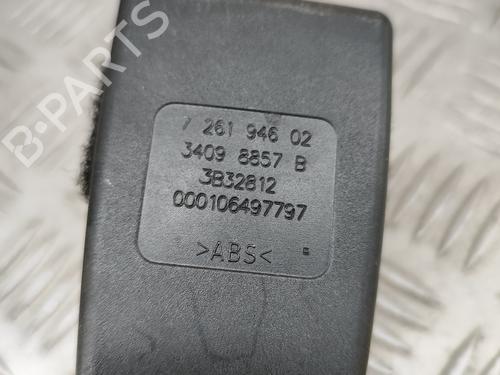 B-PARTS
7 261 946 02
3409 8857 B
3B32812
000106497797
>ABS<